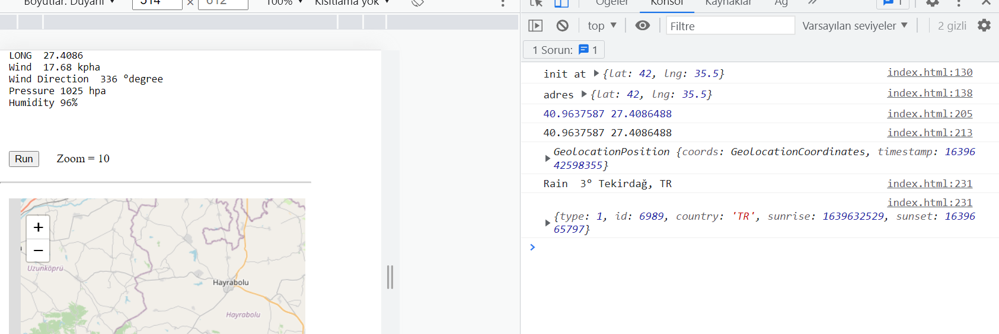 Boyutlar: Duyarlı ▼ 514 × 612 100% ▼ Kısıtlama yok ▼
LONG  27.4086
Wind  17.68 kpha
Wind Direction  336 °degree
Pressure 1025 hpa
Humidity 96%
Run Zoom = 10
+
−
Uzunköprü
Hayrabolu
Hayrabolu
Öğeler Konsol Kaynaklar Ağ » 1
top ▼ Filtre Varsayılan seviyeler ▼ 2 gizli
1 Sorun: 1
init at ▶{lat: 42, lng: 35.5} index.html:130
adres ▶{lat: 42, lng: 35.5} index.html:138
40.9637587 27.4086488 index.html:205
40.9637587 27.4086488 index.html:213
GeolocationPosition {coords: GeolocationCoordinates, timestamp: 16396
42598355}
Rain  3° Tekirdağ, TR index.html:231
index.html:231
{type: 1, id: 6989, country: 'TR', sunrise: 1639632529, sunset: 16396
65797}
>